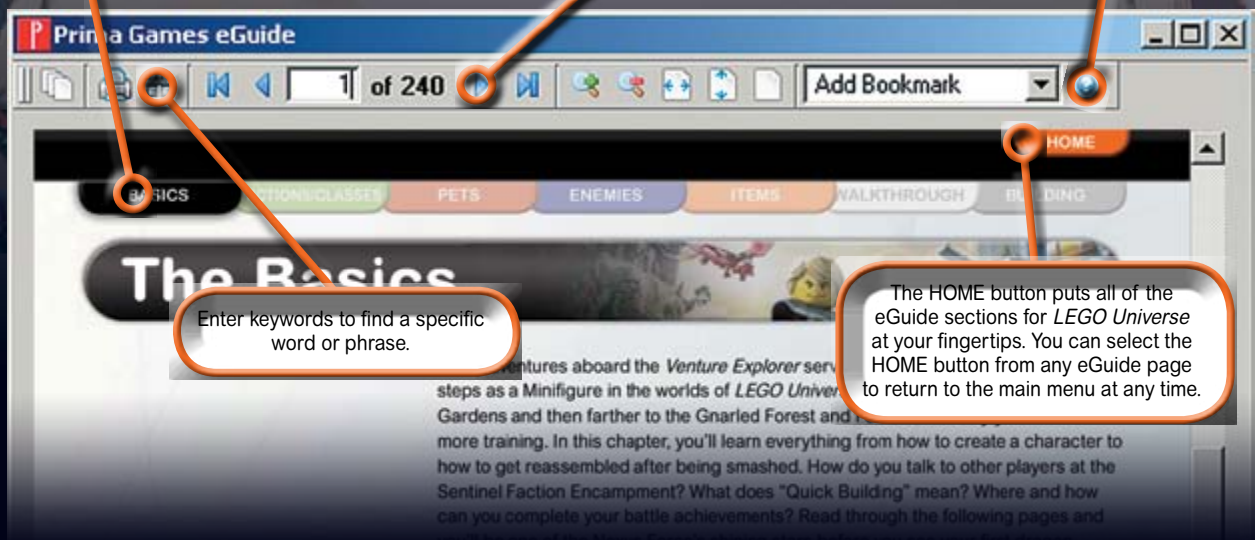 Prima Games eGuide
1 of 240 Add Bookmark
HOME
BASICS PETS ENEMIES ITEMS WALKTHROUGH BUILDING
The Basics
Enter keywords to find a specific
word or phrase.
The HOME button puts all of the
eGuide sections for LEGO Universe
at your fingertips. You can select the
HOME button from any eGuide page
to return to the main menu at any time.
aboard the Venture Explorer
steps as a Minifigure in the worlds of LEGO
Gardens and then farther to the Gnarled Forest and
more training. In this chapter, you'll learn everything from how to create a character to
how to get reassembled after being smashed. How do you talk to other players at the
Sentinel Faction Encampment? What does "Quick Building" mean? Where and how
can you complete your battle achievements? Read through the following pages and